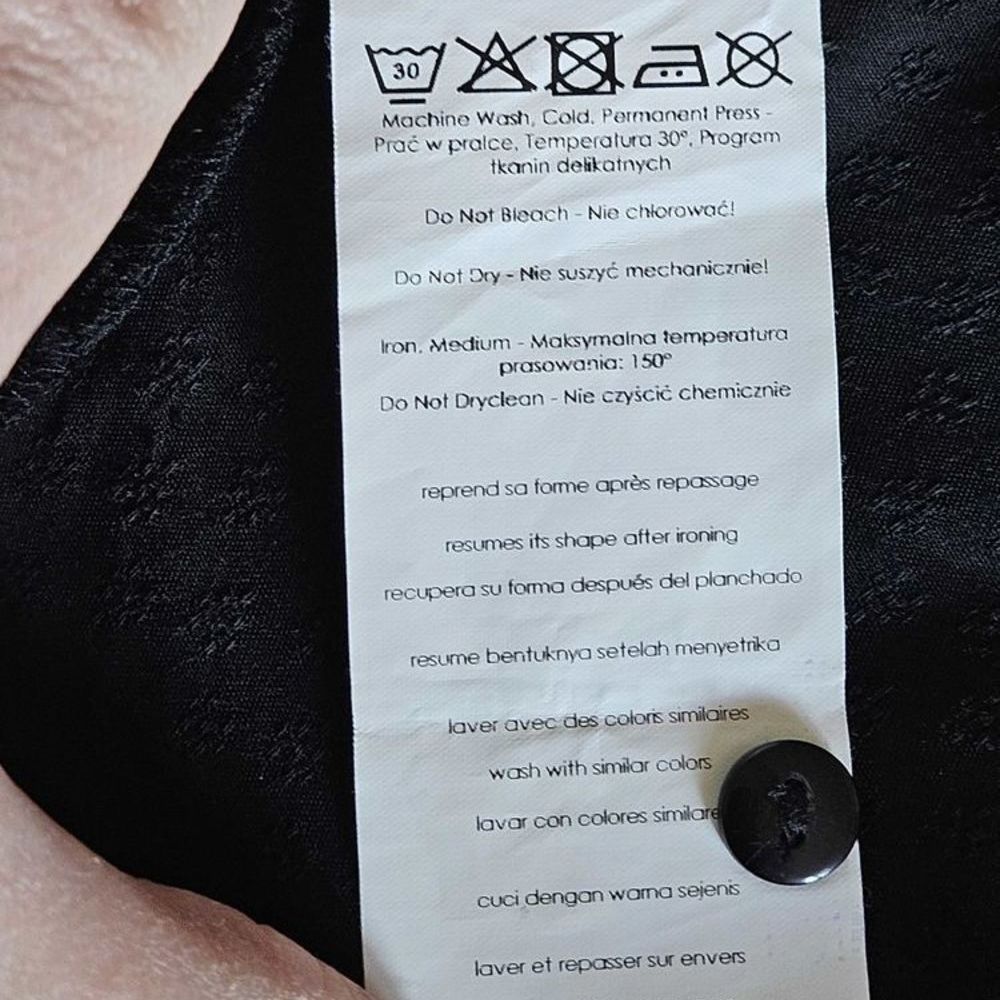 30
Machine Wash, Cold, Permanent Press -
Prać w pralce, Temperatura 30°, Program
tkanin delikatnych
Do Not Bleach - Nie chlorować!
Do Not Dry - Nie suszyć mechanicznie!
Iron, Medium - Maksymalna temperatura
prasowania: 150°
Do Not Dryclean - Nie czyścić chemicznie
reprend sa forme après repassage
resumes its shape after ironing
recupera su forma después del planchado
resume bentuknya setelah menyetrika
laver avec des coloris similaires
wash with similar colors
lavar con colores similare
cuci dengan warna sejenis
laver et repasser sur envers